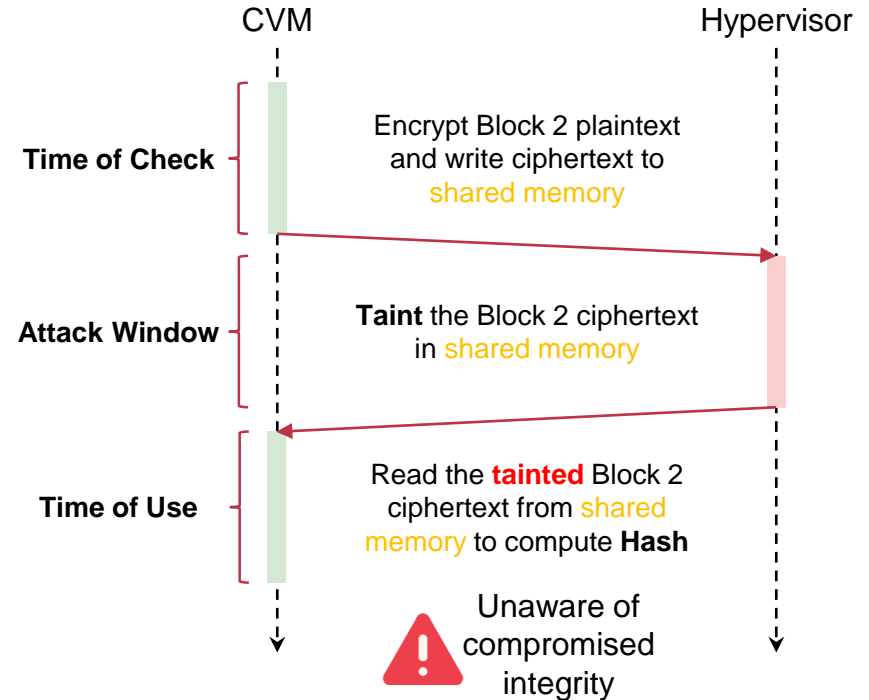 CVM
Hypervisor
Time of Check
Encrypt Block 2 plaintext
and write ciphertext to
shared memory
Attack Window
Taint the Block 2 ciphertext
in shared memory
Time of Use
Read the tainted Block 2
ciphertext from shared
memory to compute Hash
Unaware of
compromised
integrity